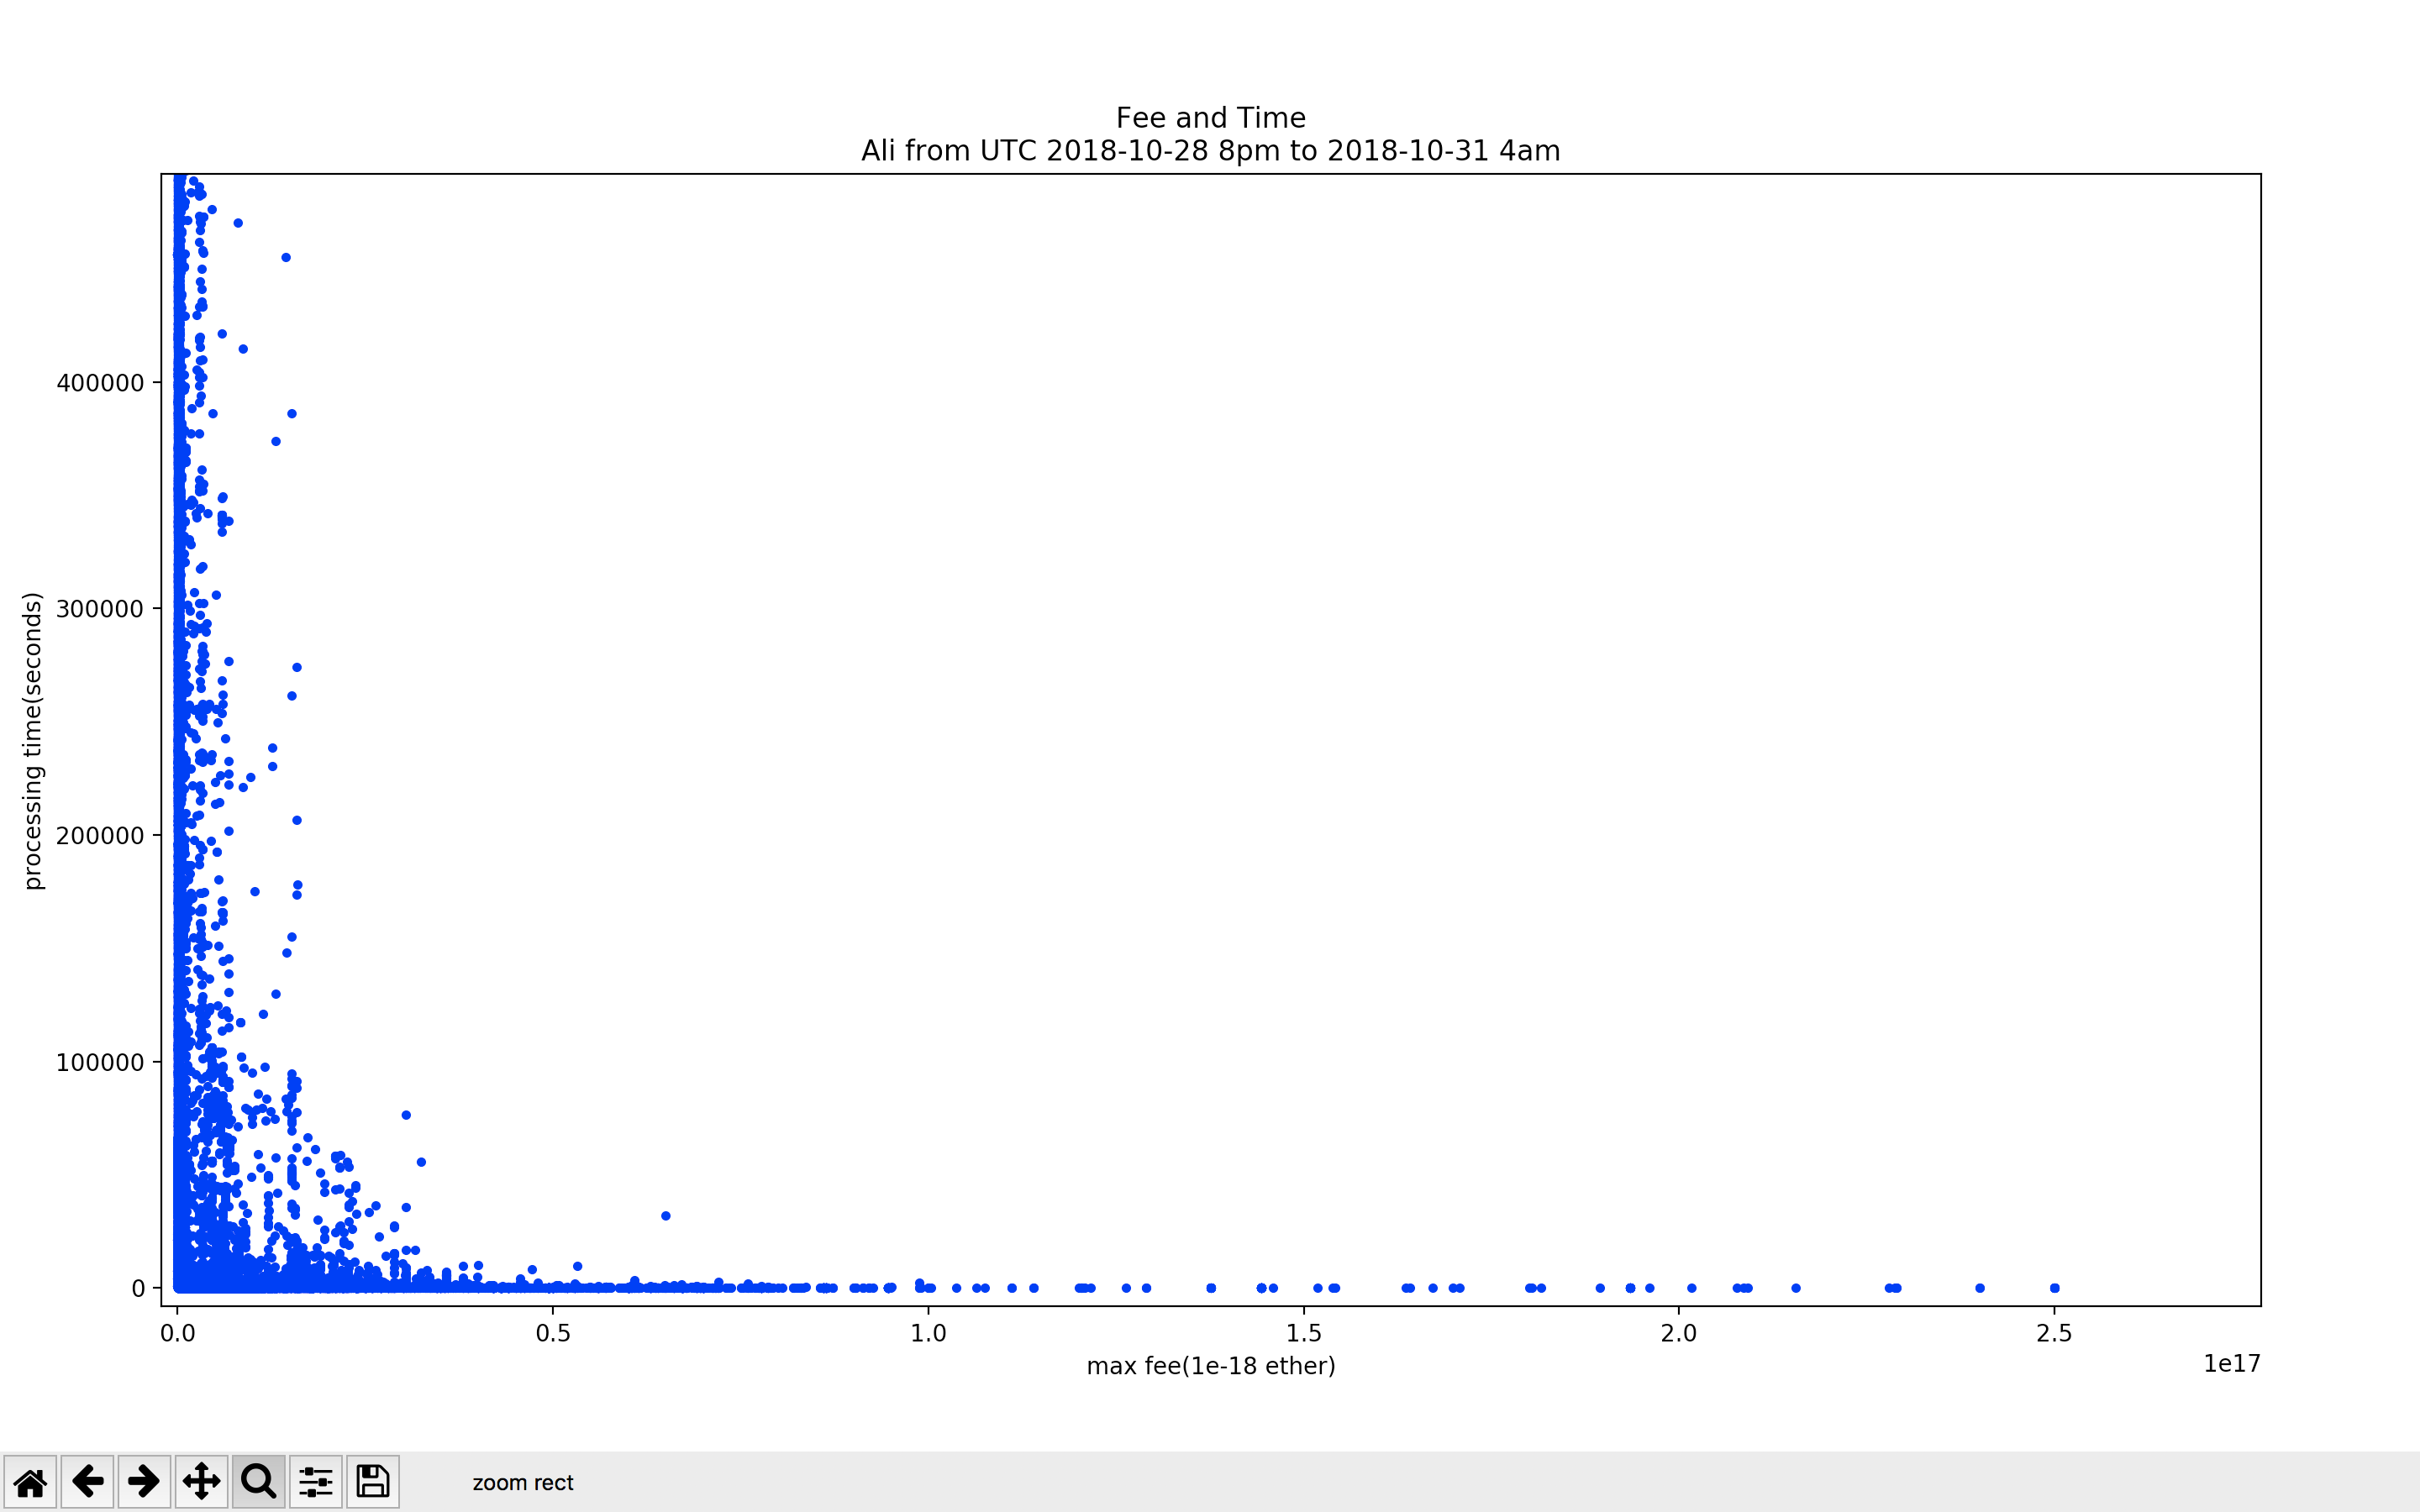 Fee and Time
Ali from UTC 2018-10-28 8pm to 2018-10-31 4am
processing time(seconds)
400000
300000
200000
100000
0
0.0 0.5 1.0 1.5 2.0 2.5
max fee(1e-18 ether)
1e17
zoom rect